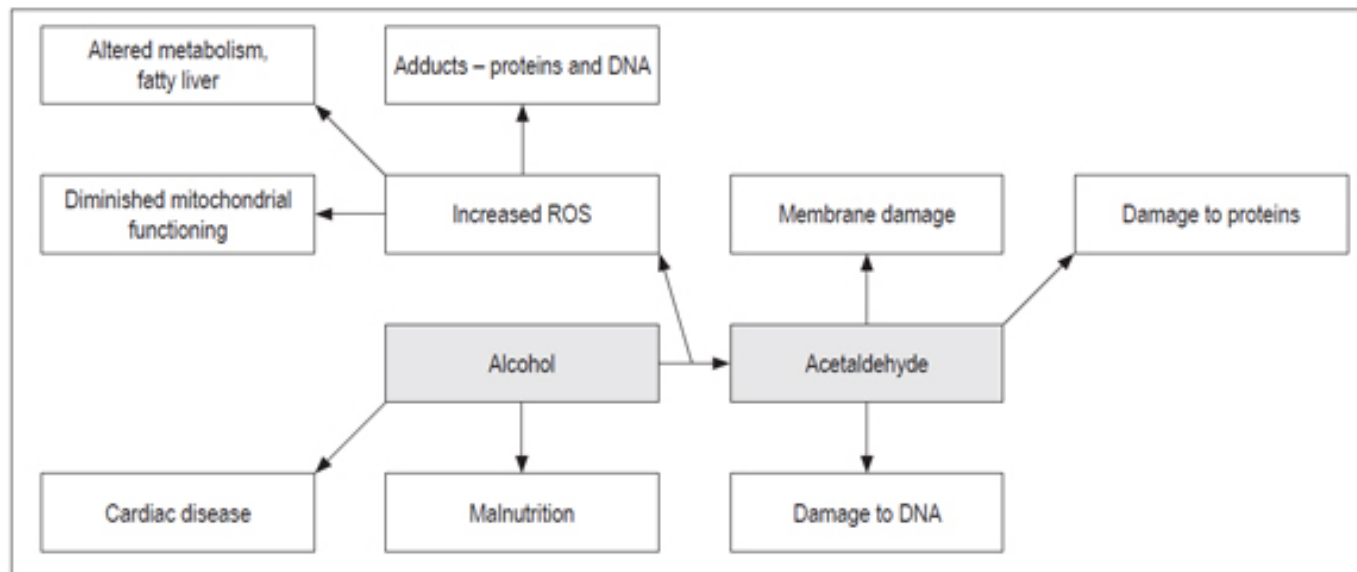 Altered metabolism,
fatty liver
Adducts – proteins and DNA
Diminished mitochondrial
functioning
Increased ROS
Membrane damage
Damage to proteins
Alcohol
Acetaldehyde
Cardiac disease
Malnutrition
Damage to DNA